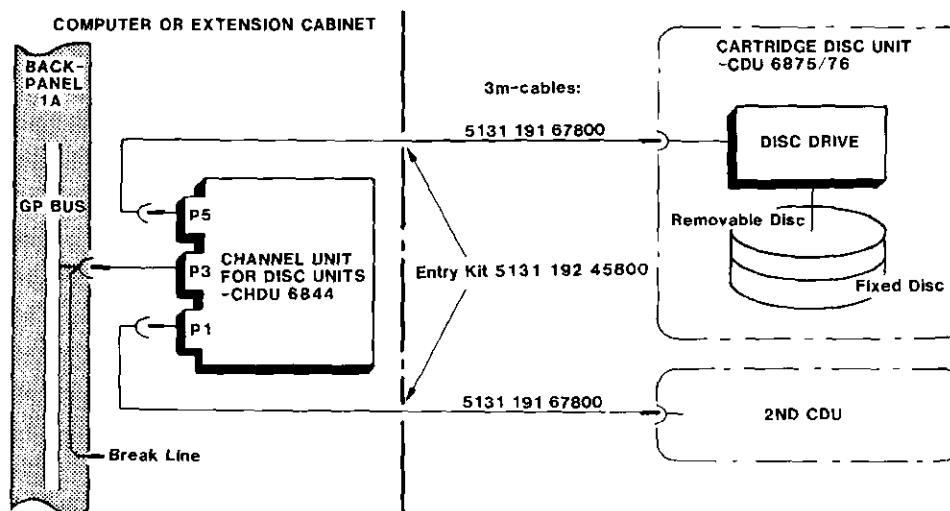 COMPUTER OR EXTENSION CABINET
BACK-
PANEL
1A
GP BUS
P5
P3
P1
CHANNEL UNIT
FOR DISC UNITS
-CHDU 6844
Break Line
3m-cables:
5131 191 67800
Entry Kit 5131 192 45800
5131 191 67800
CARTRIDGE DISC UNIT
-CDU 6875/76
DISC DRIVE
Removable Disc
Fixed Disc
2ND CDU